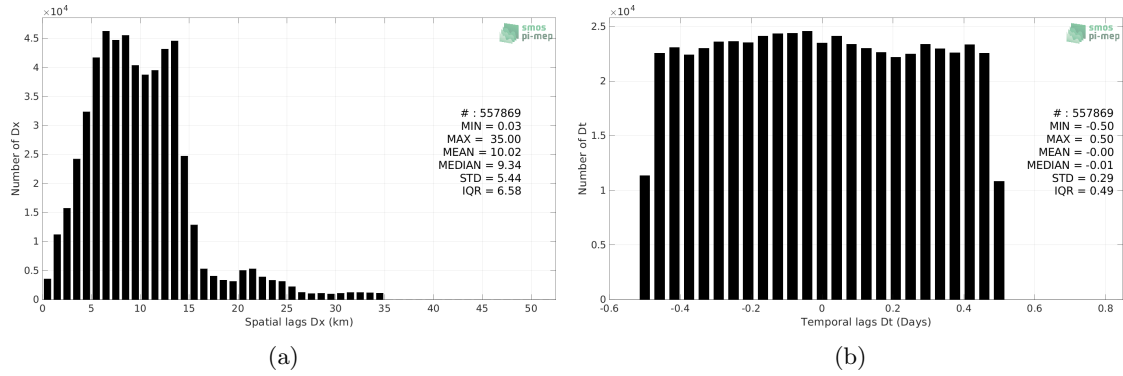 ×10⁴
4.5
4
3.5
3
2.5
2
1.5
1
0.5
0
Number of Dx
0 5 10 15 20 25 30 35 40 45 50
Spatial lags Dx (km)
smos
pi-mep
# : 557869
MIN = 0.03
MAX = 35.00
MEAN = 10.02
MEDIAN = 9.34
STD = 5.44
IQR = 6.58
(a)
×10⁴
2.5
2
1.5
1
0.5
0
Number of Dt
-0.6 -0.4 -0.2 0 0.2 0.4 0.6 0.8
Temporal lags Dt (Days)
smos
pi-mep
# : 557869
MIN = -0.50
MAX = 0.50
MEAN = -0.00
MEDIAN = -0.01
STD = 0.29
IQR = 0.49
(b)